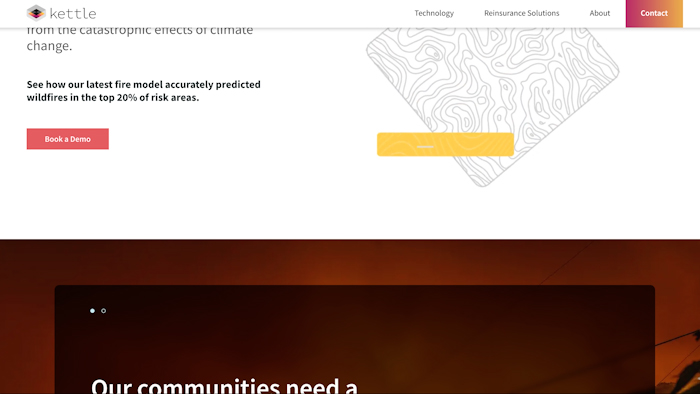 kettle
Technology
Reinsurance Solutions
About
Contact
from the catastrophic effects of climate
change.
See how our latest fire model accurately predicted
wildfires in the top 20% of risk areas.
Book a Demo
Our communities need a